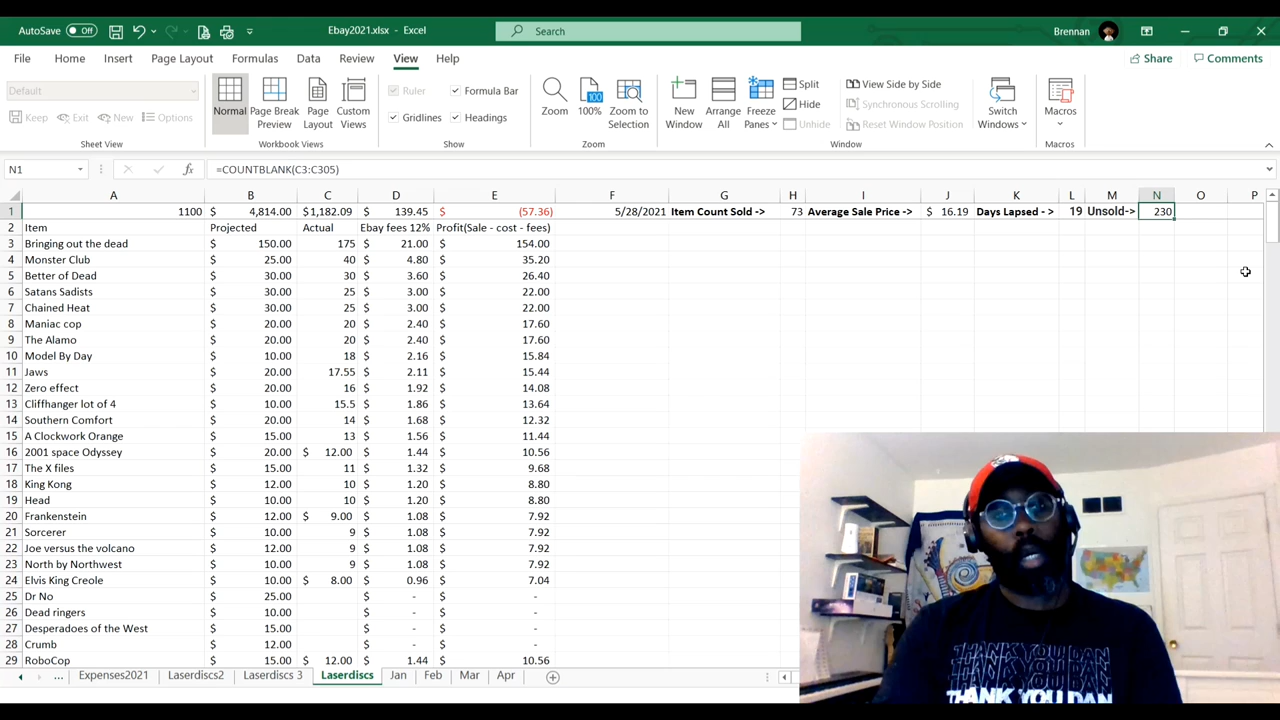 AutoSave Off Ebay2021.xlsx - Excel Search Brennan
File Home Insert Page Layout Formulas Data Review View Help Share Comments
Default
Keep Exit New Options
Normal Page Break Preview Page Layout Custom Views
Ruler Formula Bar
Gridlines Headings
Zoom 100% Zoom to Selection
New Window Arrange All Freeze Panes
Split
Hide
Unhide
View Side by Side
Synchronous Scrolling
Reset Window Position
Switch Windows Macros
Sheet View Workbook Views Show Zoom Window Macros
N1 fx =COUNTBLANK(C3:C305)
A B C D E F G H I J K L M N O P
1 1100 $ 4,814.00 $1,182.09 $ 139.45 $ (57.36) 5/28/2021 Item Count Sold -> 73 Average Sale Price -> $ 16.19 Days Lapsed - > 19 Unsold-> 230
2 Item Projected Actual Ebay fees 12% Profit(Sale - cost - fees)
3 Bringing out the dead $ 150.00 175 $ 21.00 $ 154.00
4 Monster Club $ 25.00 40 $ 4.80 $ 35.20
5 Better of Dead $ 30.00 30 $ 3.60 $ 26.40
6 Satans Sadists $ 30.00 25 $ 3.00 $ 22.00
7 Chained Heat $ 30.00 25 $ 3.00 $ 22.00
8 Maniac cop $ 20.00 20 $ 2.40 $ 17.60
9 The Alamo $ 20.00 20 $ 2.40 $ 17.60
10 Model By Day $ 10.00 18 $ 2.16 $ 15.84
11 Jaws $ 20.00 17.55 $ 2.11 $ 15.44
12 Zero effect $ 20.00 16 $ 1.92 $ 14.08
13 Cliffhanger lot of 4 $ 10.00 15.5 $ 1.86 $ 13.64
14 Southern Comfort $ 20.00 14 $ 1.68 $ 12.32
15 A Clockwork Orange $ 15.00 13 $ 1.56 $ 11.44
16 2001 space Odyssey $ 20.00 $ 12.00 $ 1.44 $ 10.56
17 The X files $ 15.00 11 $ 1.32 $ 9.68
18 King Kong $ 12.00 10 $ 1.20 $ 8.80
19 Head $ 10.00 10 $ 1.20 $ 8.80
20 Frankenstein $ 12.00 $ 9.00 $ 1.08 $ 7.92
21 Sorcerer $ 10.00 9 $ 1.08 $ 7.92
22 Joe versus the volcano $ 12.00 9 $ 1.08 $ 7.92
23 North by Northwest $ 10.00 9 $ 1.08 $ 7.92
24 Elvis King Creole $ 10.00 $ 8.00 $ 0.96 $ 7.04
25 Dr No $ 25.00 $ - $ -
26 Dead ringers $ 10.00 $ - $ -
27 Desperadoes of the West $ 15.00 $ - $ -
28 Crumb $ 12.00 $ - $ -
29 RoboCop $ 15.00 $ 12.00 $ 1.44 $ 10.56
... Expenses2021 Laserdiscs2 Laserdiscs 3 Laserdiscs Jan Feb Mar Apr
THANK YOU DAN
THANK YOU DAN
THANK YOU DAN